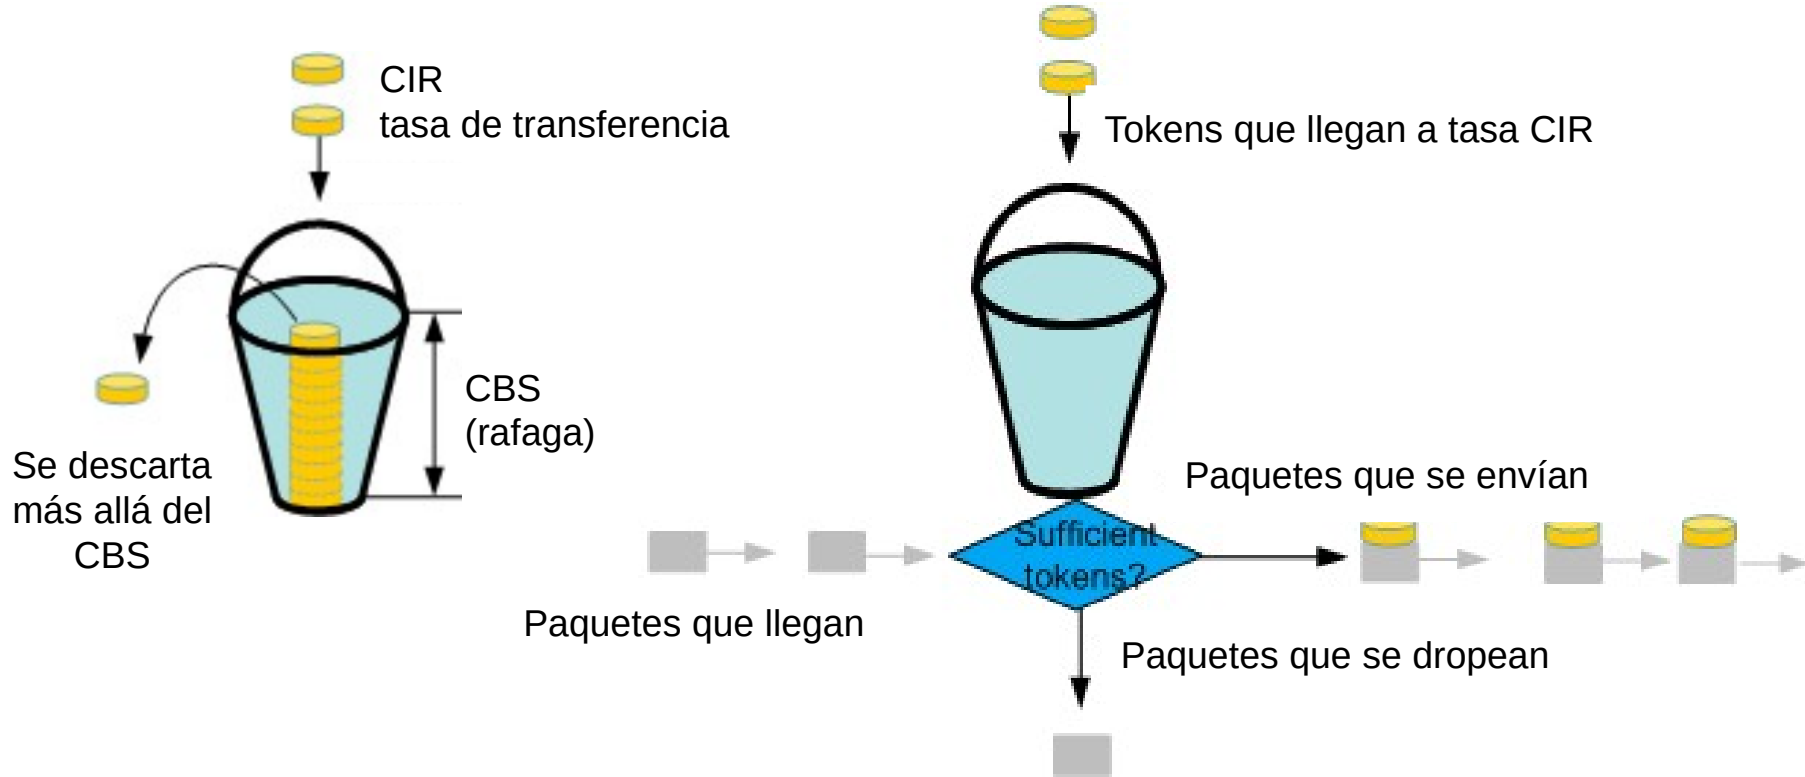 CIR
tasa de transferencia
Se descarta
más allá del
CBS
CBS
(rafaga)
Tokens que llegan a tasa CIR
Sufficient
tokens?
Paquetes que llegan
Paquetes que se envían
Paquetes que se dropean